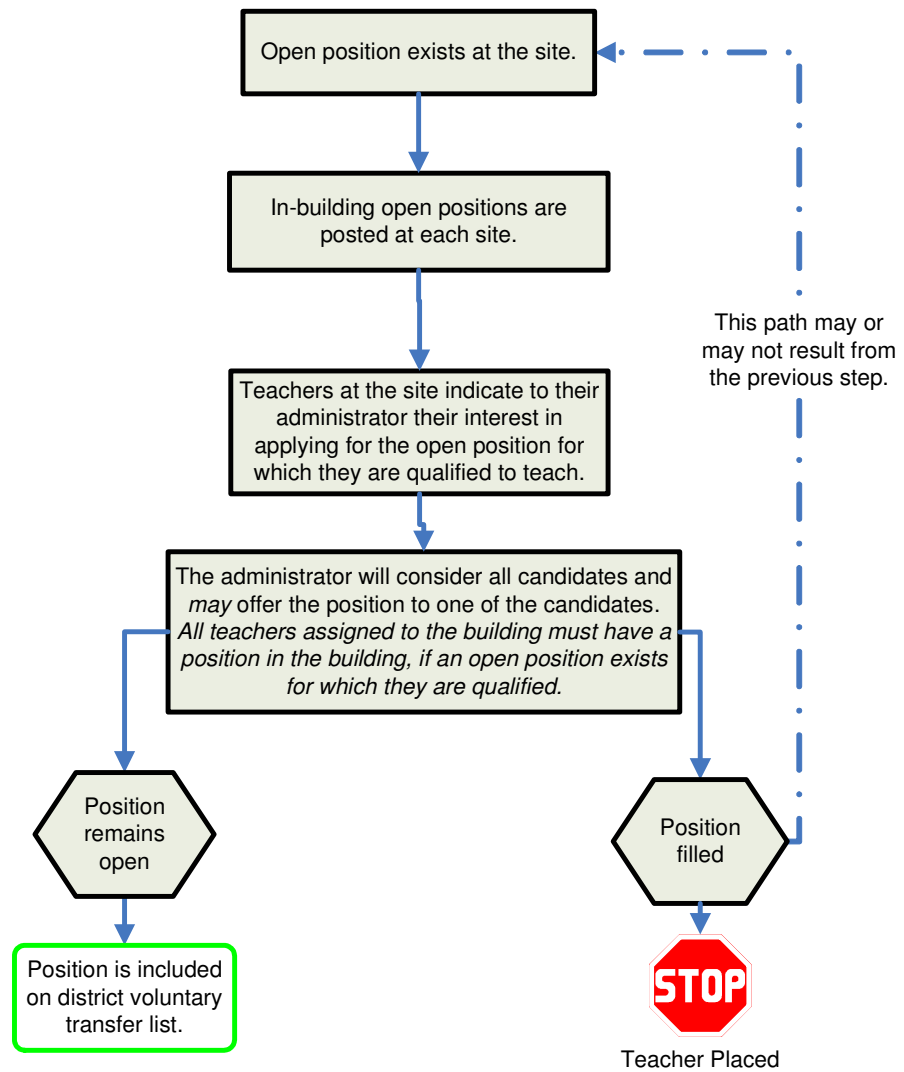 Open position exists at the site.
In-building open positions are
posted at each site.
This path may or
may not result from
the previous step.
Teachers at the site indicate to their
administrator their interest in
applying for the open position for
which they are qualified to teach.
The administrator will consider all candidates and
may offer the position to one of the candidates.
All teachers assigned to the building must have a
position in the building, if an open position exists
for which they are qualified.
Position
remains
open
Position
filled
Position is included
on district voluntary
transfer list.
STOP
Teacher Placed